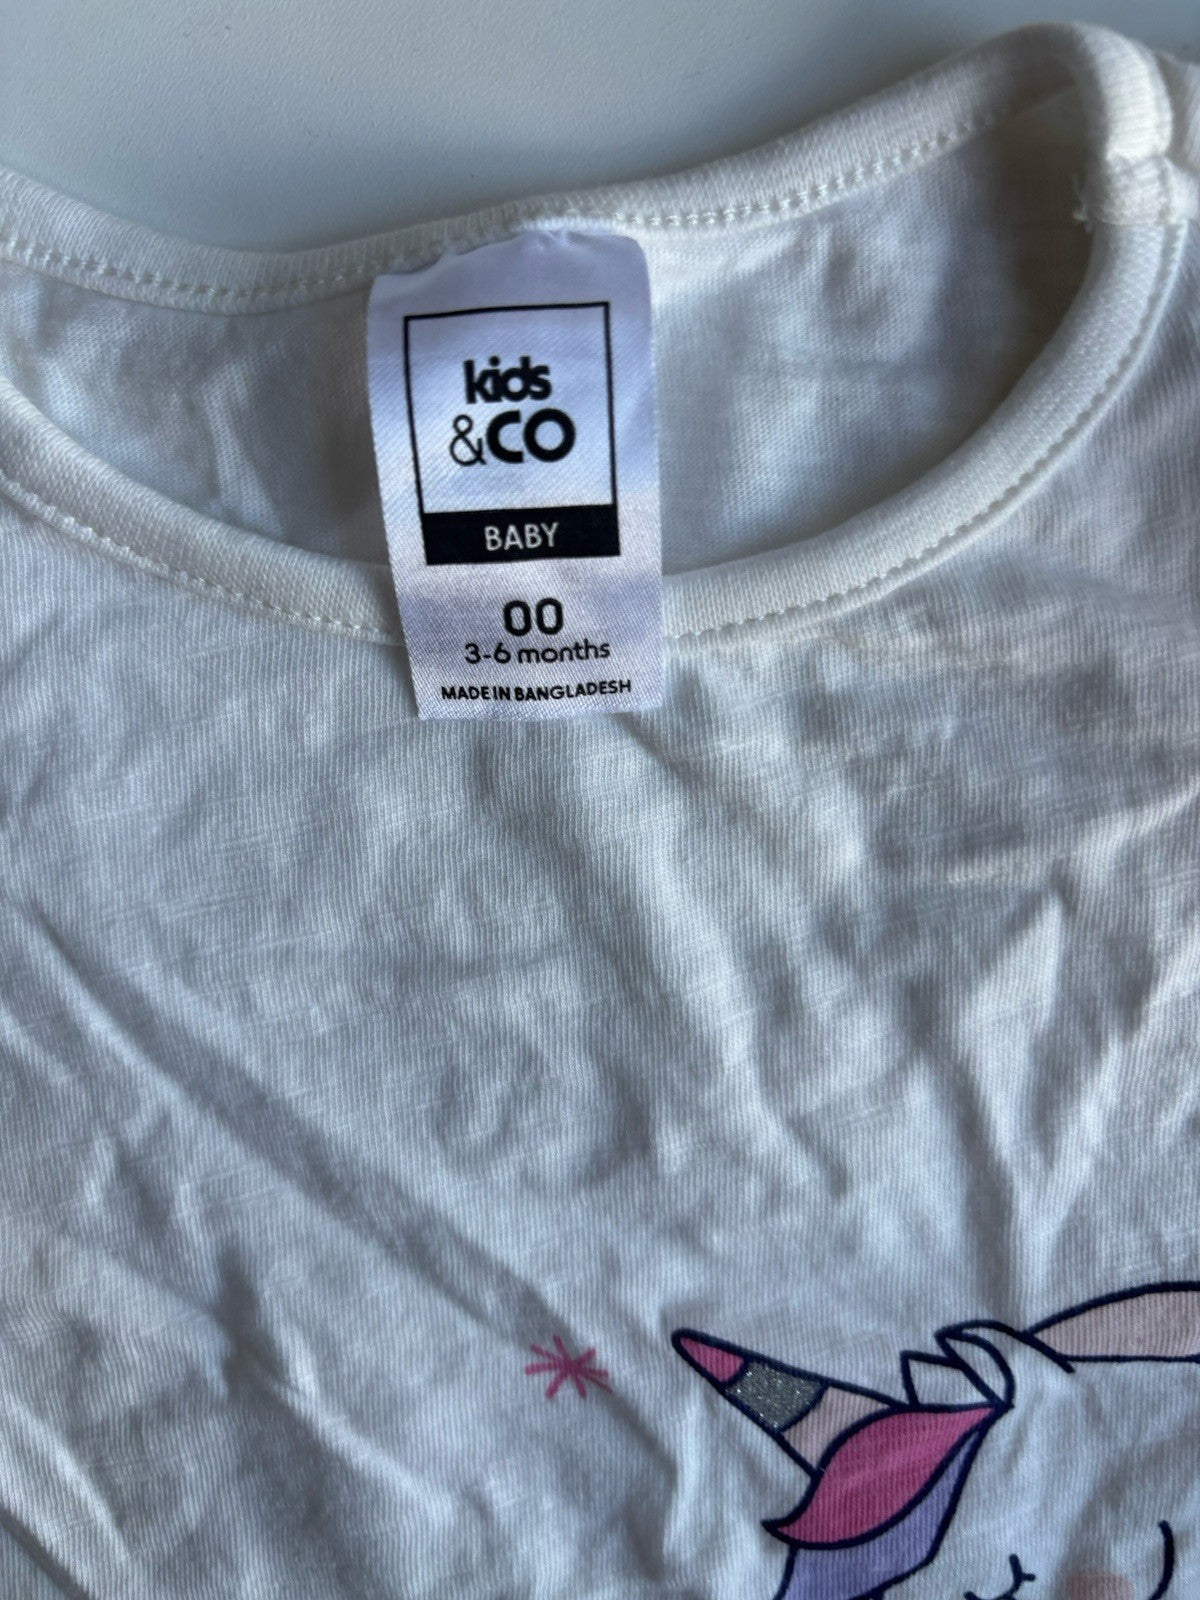 kids
&CO
BABY
00
3-6 months
MADE IN BANGLADESH